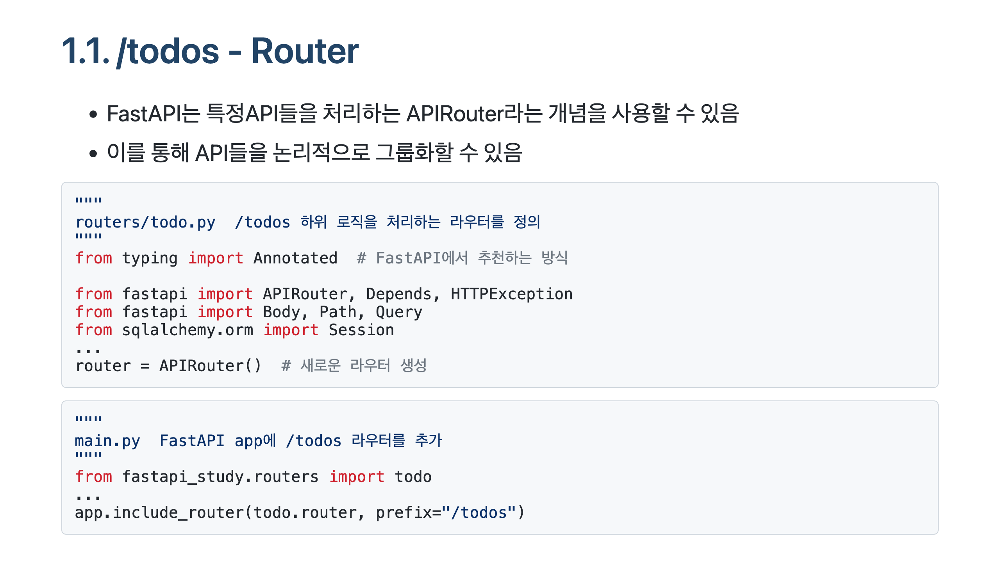 1.1. /todos - Router
• FastAPI는 특정API들을 처리하는 APIRouter라는 개념을 사용할 수 있음
• 이를 통해 API들을 논리적으로 그룹화할 수 있음
"""
routers/todo.py  /todos 하위 로직을 처리하는 라우터를 정의
"""
from typing import Annotated  # FastAPI에서 추천하는 방식

from fastapi import APIRouter, Depends, HTTPException
from fastapi import Body, Path, Query
from sqlalchemy.orm import Session
...
router = APIRouter()  # 새로운 라우터 생성
"""
main.py  FastAPI app에 /todos 라우터를 추가
"""
from fastapi_study.routers import todo
...
app.include_router(todo.router, prefix="/todos")